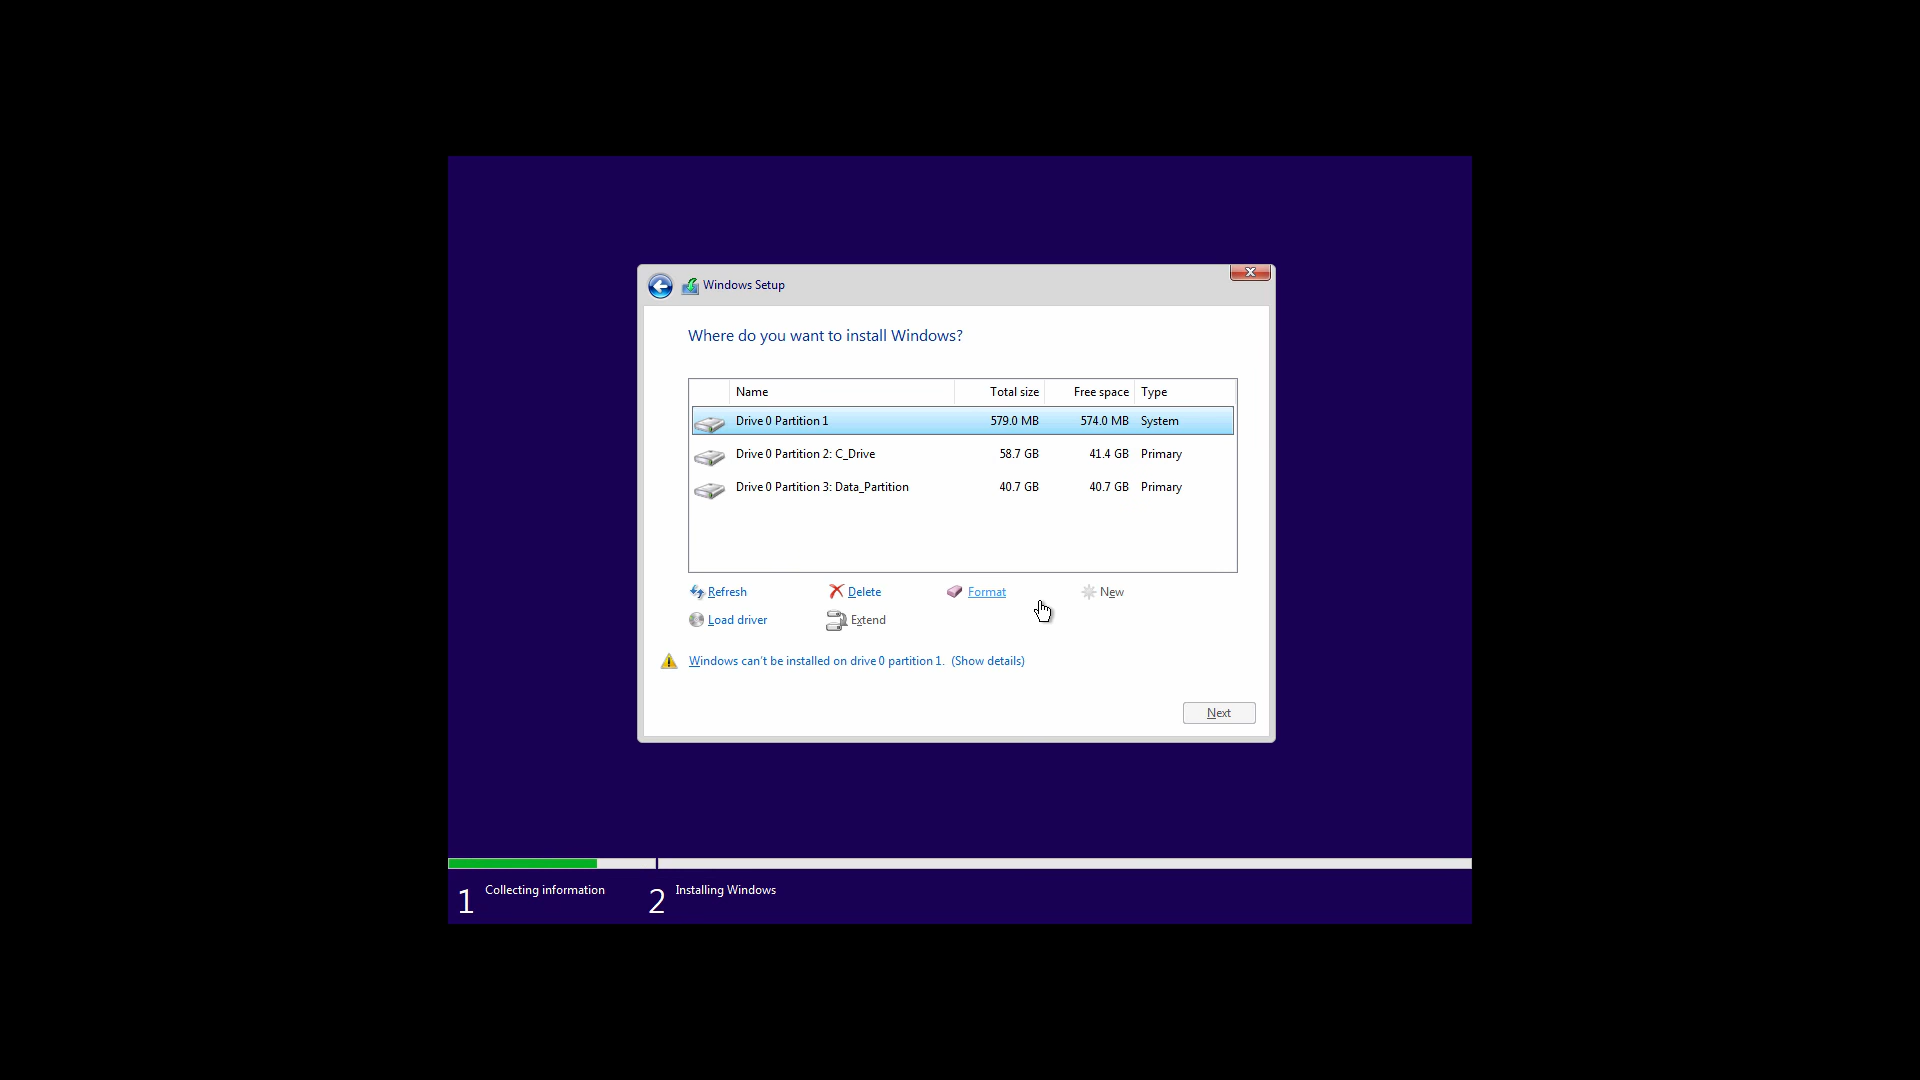 Windows Setup
Where do you want to install Windows?
Name Total size Free space Type
Drive 0 Partition 1 579.0 MB 574.0 MB System
Drive 0 Partition 2: C_Drive 58.7 GB 41.4 GB Primary
Drive 0 Partition 3: Data_Partition 40.7 GB 40.7 GB Primary
Refresh Delete Format New
Load driver Extend
Windows can't be installed on drive 0 partition 1. (Show details)
Next
1 Collecting information 2 Installing Windows